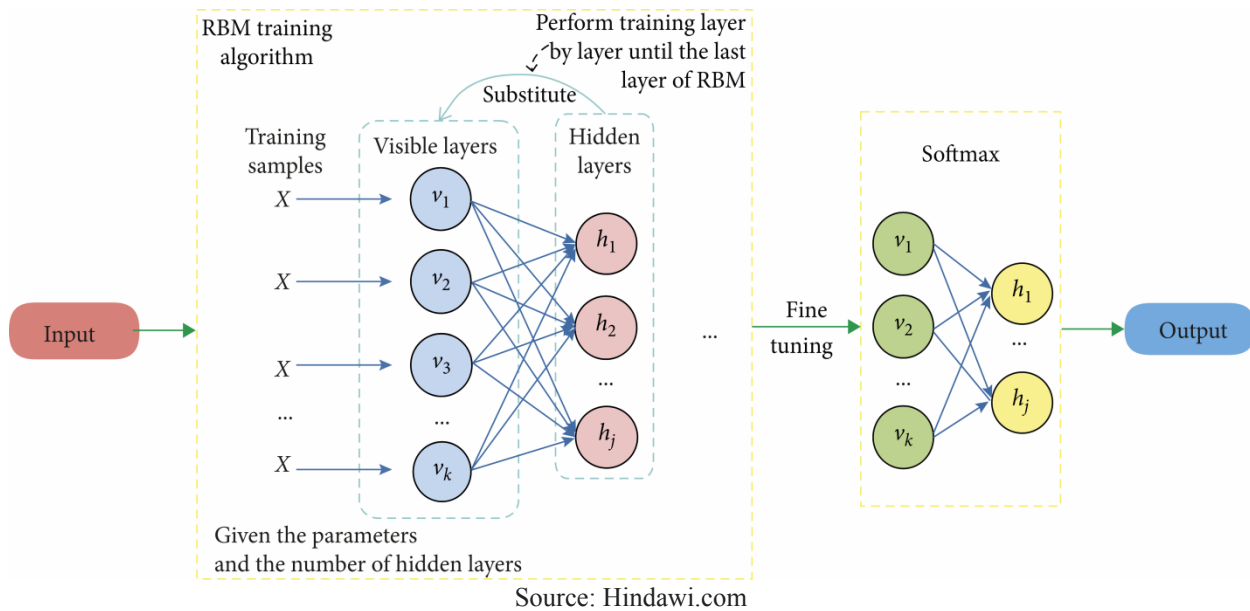 RBM training
algorithm
Perform training layer
by layer until the last
layer of RBM
Substitute
Training
samples
Visible layers
Hidden
layers
X
X
X
...
X
v1
v2
v3
...
vk
h1
h2
...
hj
...
Given the parameters
and the number of hidden layers
Input
Fine
tuning
Softmax
v1
v2
...
vk
h1
...
hj
Output
Source: Hindawi.com